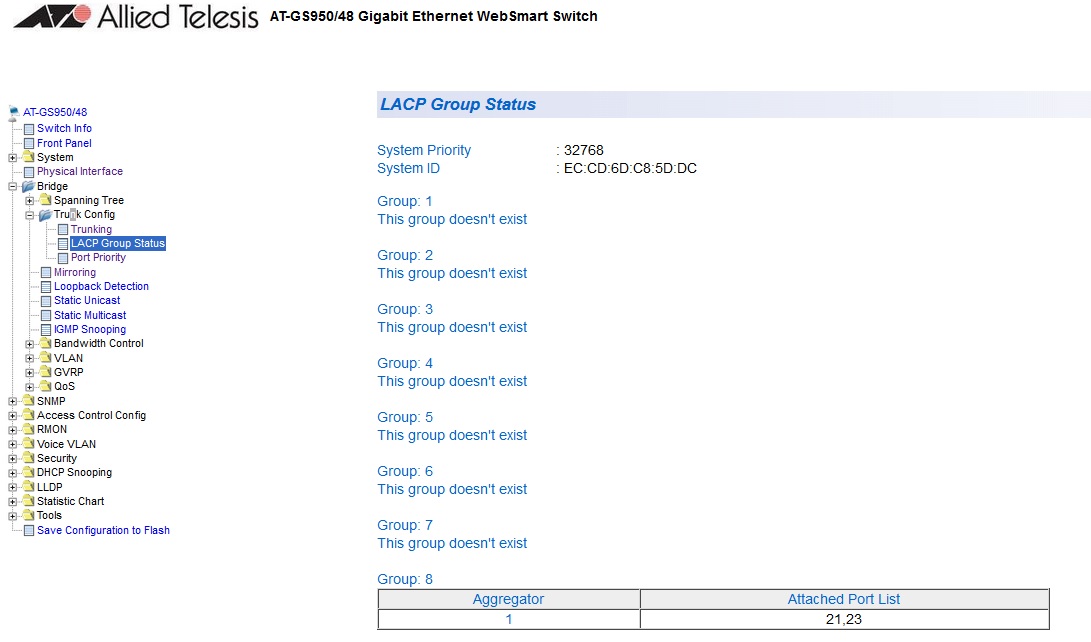 Allied Telesis AT-GS950/48 Gigabit Ethernet WebSmart Switch
AT-GS950/48
Switch Info
Front Panel
System
Physical Interface
Bridge
Spanning Tree
Trunk Config
Trunking
LACP Group Status
Port Priority
Mirroring
Loopback Detection
Static Unicast
Static Multicast
IGMP Snooping
Bandwidth Control
VLAN
GVRP
QoS
SNMP
Access Control Config
RMON
Voice VLAN
Security
DHCP Snooping
LLDP
Statistic Chart
Tools
Save Configuration to Flash
LACP Group Status
System Priority : 32768
System ID : EC:CD:6D:C8:5D:DC
Group: 1
This group doesn't exist
Group: 2
This group doesn't exist
Group: 3
This group doesn't exist
Group: 4
This group doesn't exist
Group: 5
This group doesn't exist
Group: 6
This group doesn't exist
Group: 7
This group doesn't exist
Group: 8
Aggregator Attached Port List
1 21,23